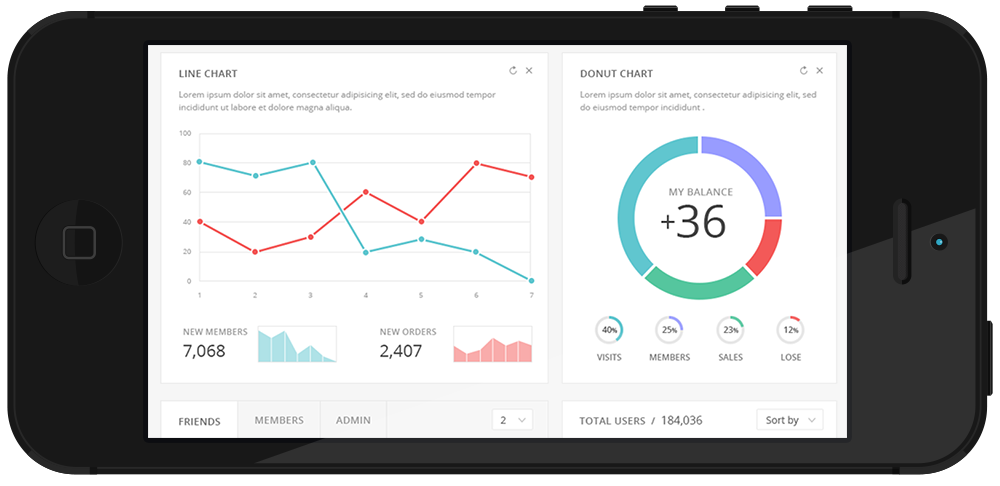 LINE CHART
Lorem ipsum dolor sit amet, consectetur adipisicing elit, sed do eiusmod tempor
incididunt ut labore et dolore magna aliqua.
100
80
60
40
20
0
1 2 3 4 5 6 7
NEW MEMBERS
7,068
NEW ORDERS
2,407
DONUT CHART
Lorem ipsum dolor sit amet, consectetur adipisicing elit, sed
do eiusmod tempor incididunt .
MY BALANCE
+36
40% 25% 23% 12%
VISITS MEMBERS SALES LOSE
FRIENDS MEMBERS ADMIN 2
TOTAL USERS / 184,036 Sort by